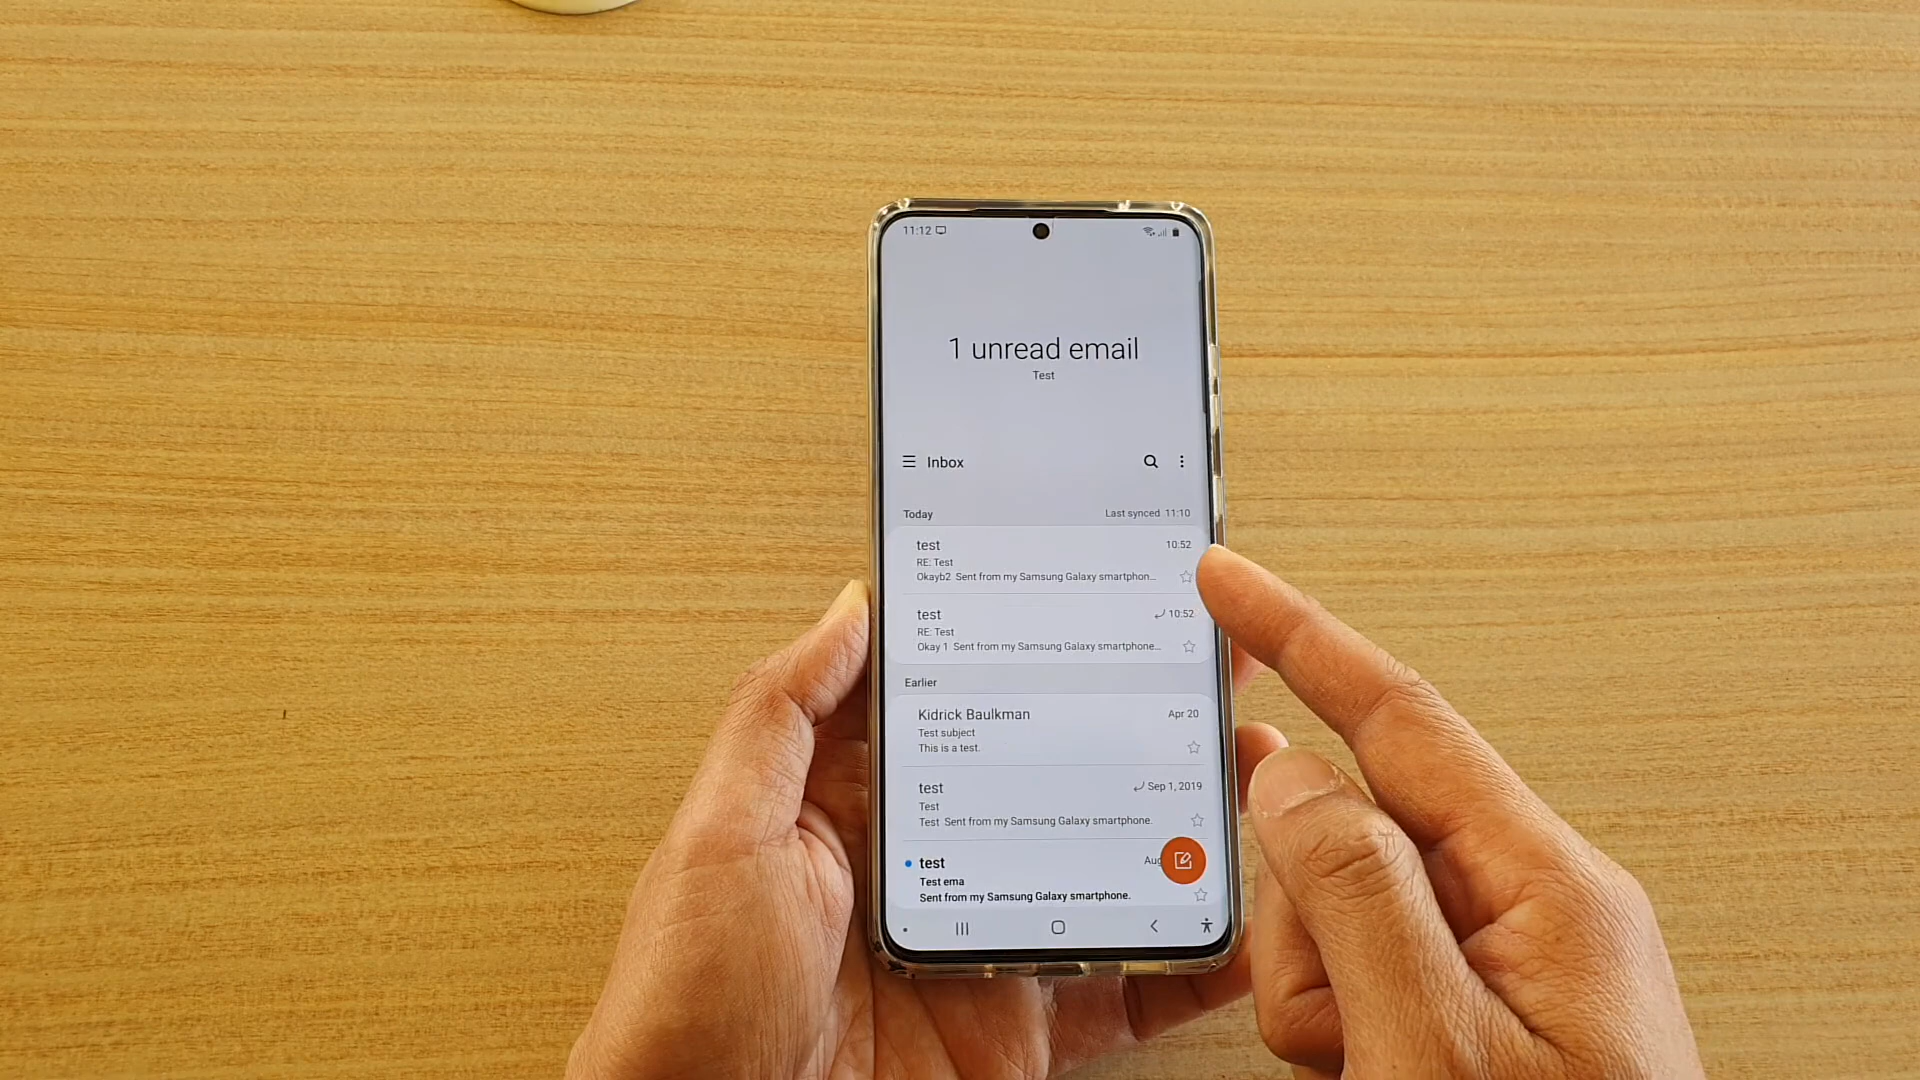 11:12
1 unread email
Test
Inbox
Today
Last synced 11:10
test
10:52
RE: Test
Okayb2 Sent from my Samsung Galaxy smartphon...
test
10:52
RE: Test
Okay 1 Sent from my Samsung Galaxy smartphone...
Earlier
Kidrick Baulkman
Apr 20
Test subject
This is a test.
test
Sep 1, 2019
Test
Test Sent from my Samsung Galaxy smartphone.
test
Aug
Test ema
Sent from my Samsung Galaxy smartphone.